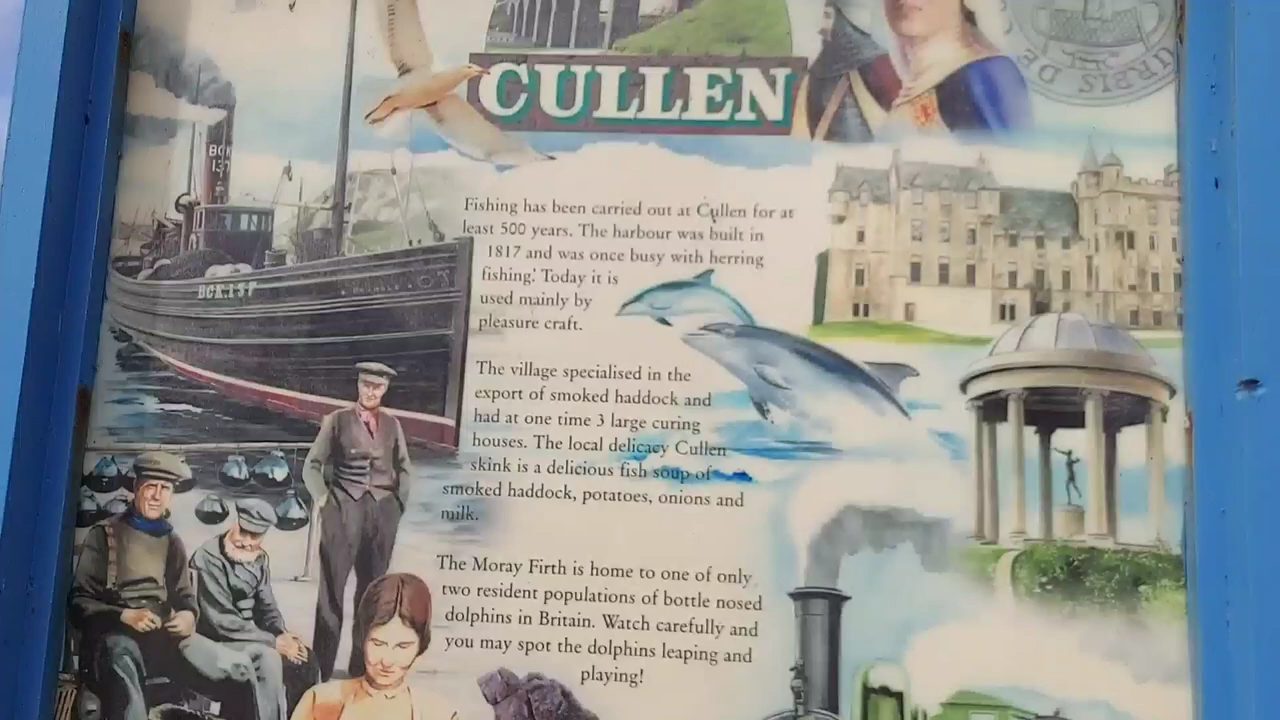 URBIS DE
CULLEN
BCK
137
Fishing has been carried out at Cullen for at
least 500 years. The harbour was built in
1817 and was once busy with herring
fishing. Today it is
used mainly by
pleasure craft.
BCK.137
The village specialised in the
export of smoked haddock and
had at one time 3 large curing
houses. The local delicacy Cullen
skink is a delicious fish soup of
smoked haddock, potatoes, onions and
milk.
The Moray Firth is home to one of only
two resident populations of bottle nosed
dolphins in Britain. Watch carefully and
you may spot the dolphins leaping and
playing!